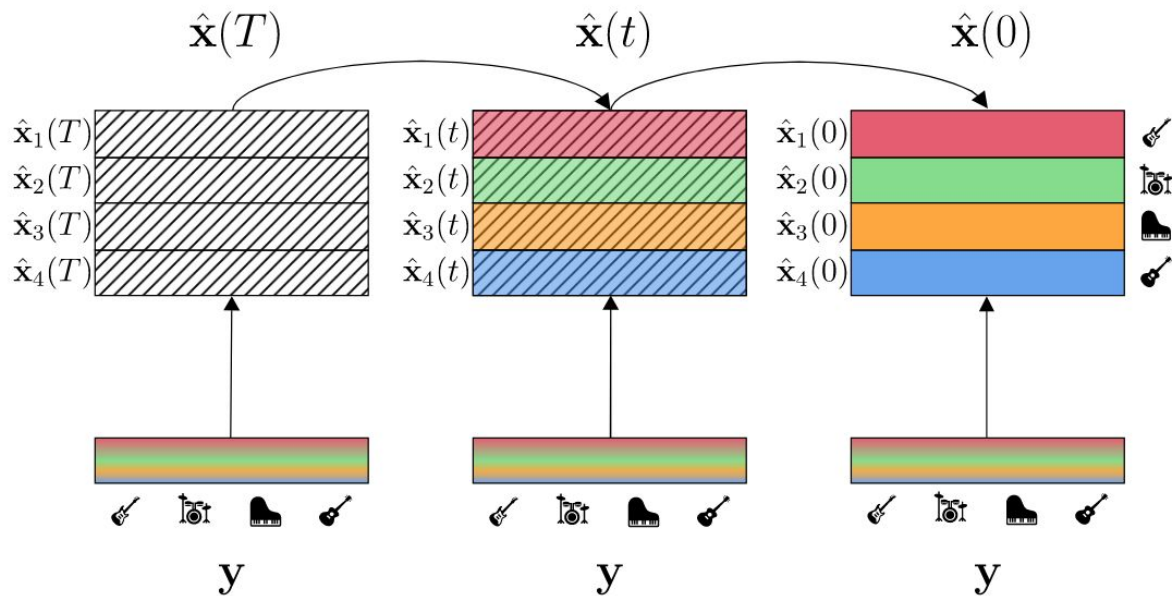 x̂(T) x̂(t) x̂(0)
x̂₁(T) x̂₁(t) x̂₁(0)
x̂₂(T) x̂₂(t) x̂₂(0)
x̂₃(T) x̂₃(t) x̂₃(0)
x̂₄(T) x̂₄(t) x̂₄(0)
y y y